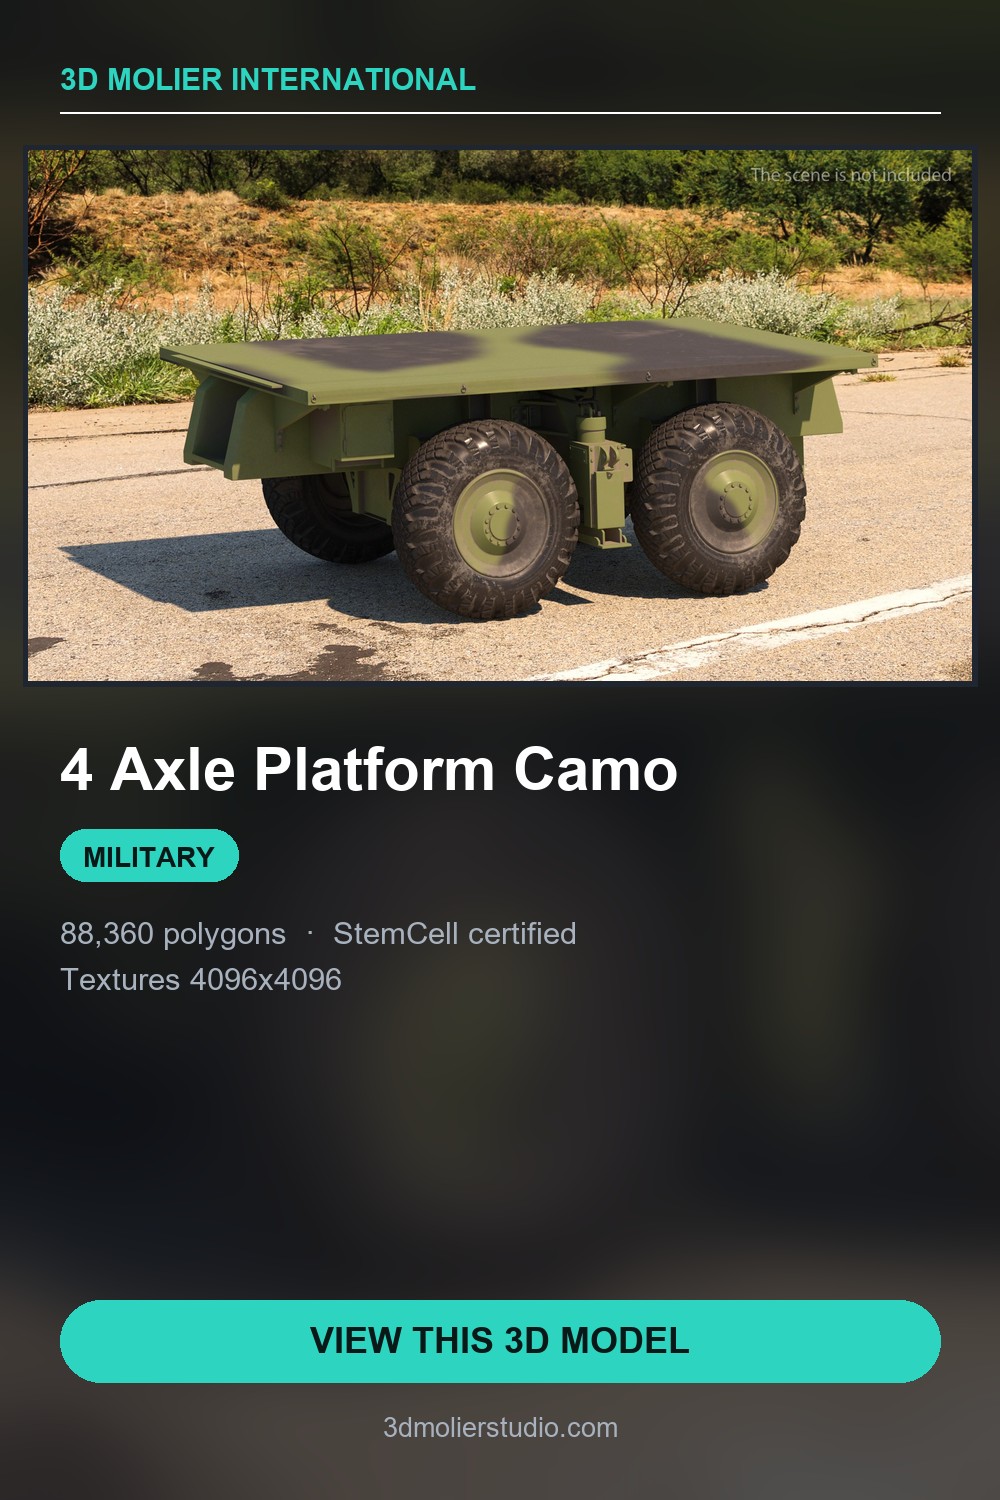 3D MOLIER INTERNATIONAL
The scene is not included
4 Axle Platform Camo
MILITARY
88,360 polygons · StemCell certified
Textures 4096x4096
VIEW THIS 3D MODEL
3dmolierstudio.com